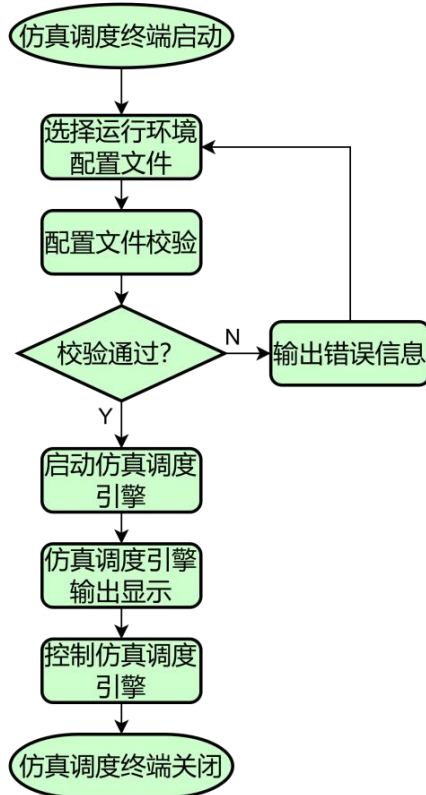 仿真调度终端启动
选择运行环境
配置文件
配置文件校验
校验通过?
N
输出错误信息
Y
启动仿真调度
引擎
仿真调度引擎
输出显示
控制仿真调度
引擎
仿真调度终端关闭